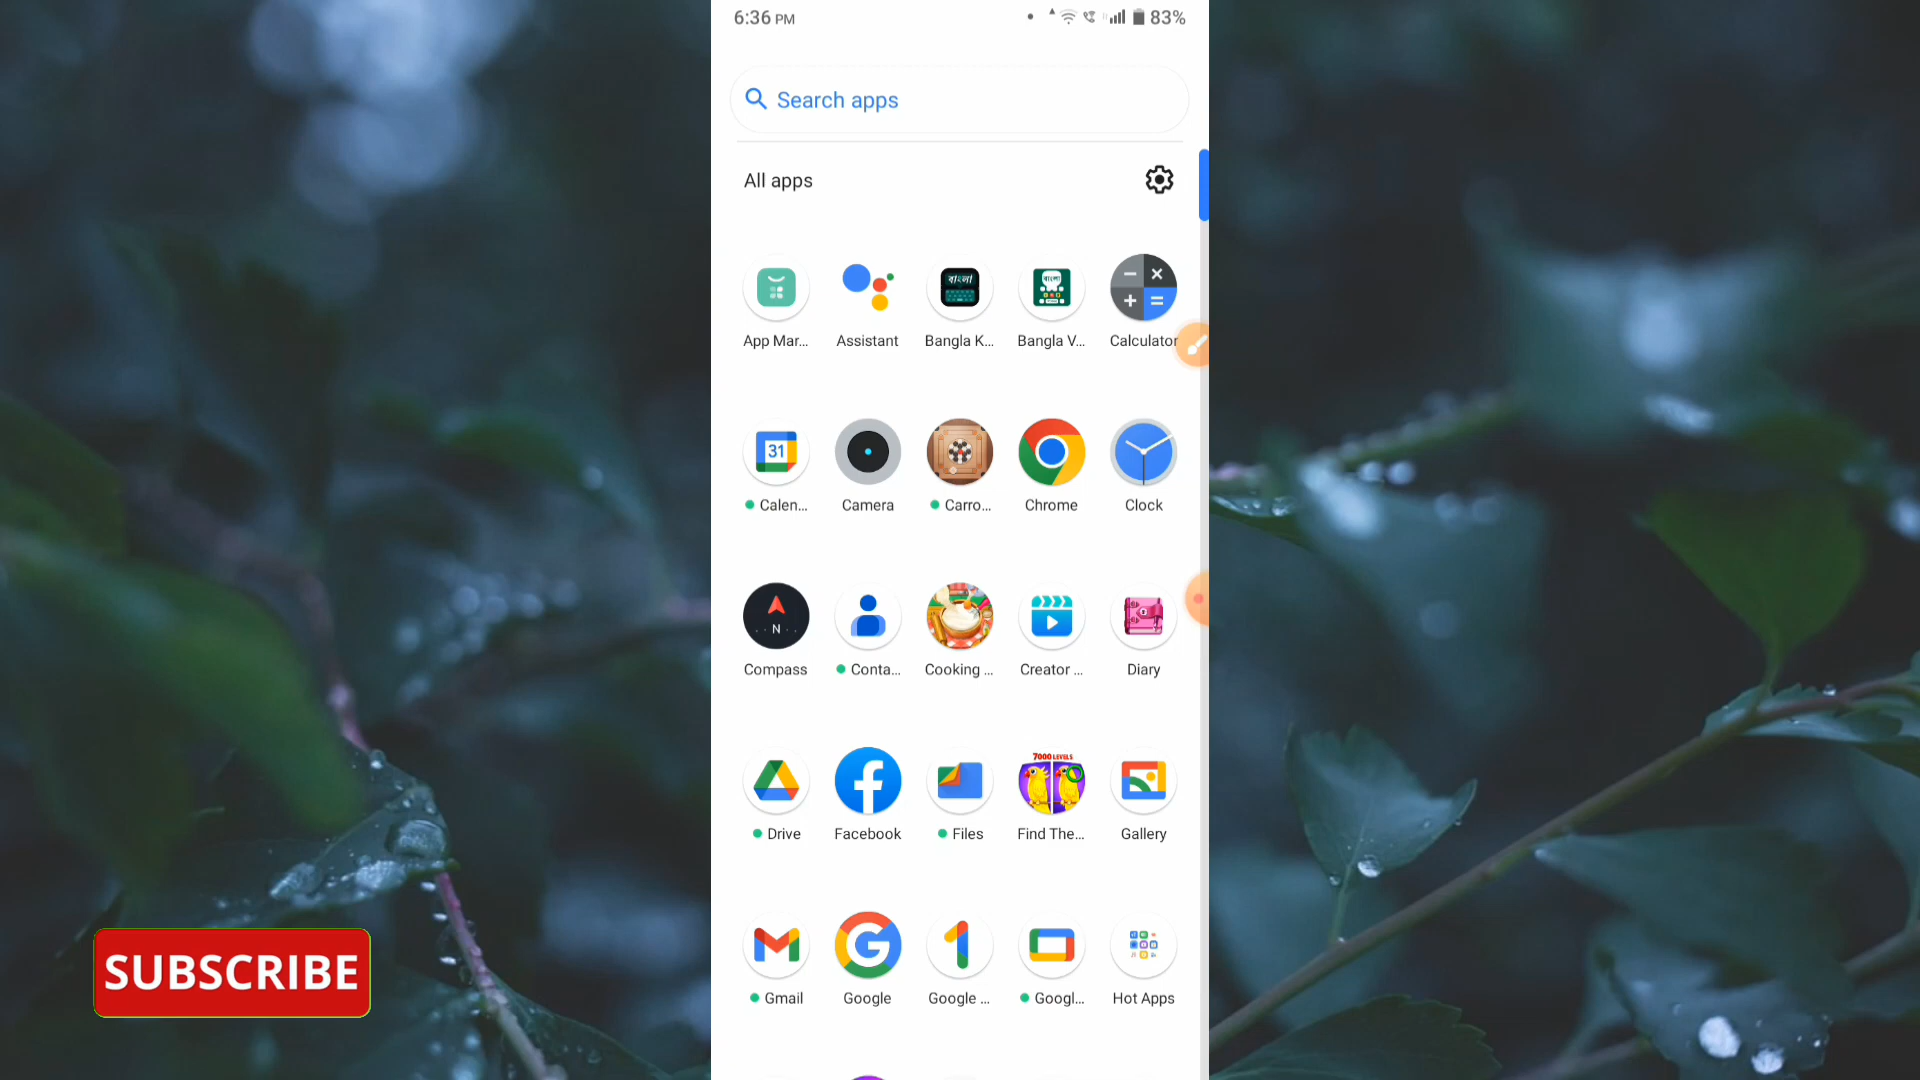 6:36 PM 83%
Search apps
All apps
বাংলা
বাংলা
App Mar... Assistant Bangla K... Bangla V... Calculator
31
Calen... Camera Carro... Chrome Clock
N
Compass Conta... Cooking ... Creator ... Diary
7000 LEVELS
Drive Facebook Files Find The... Gallery
Gmail Google Google ... Googl... Hot Apps
SUBSCRIBE